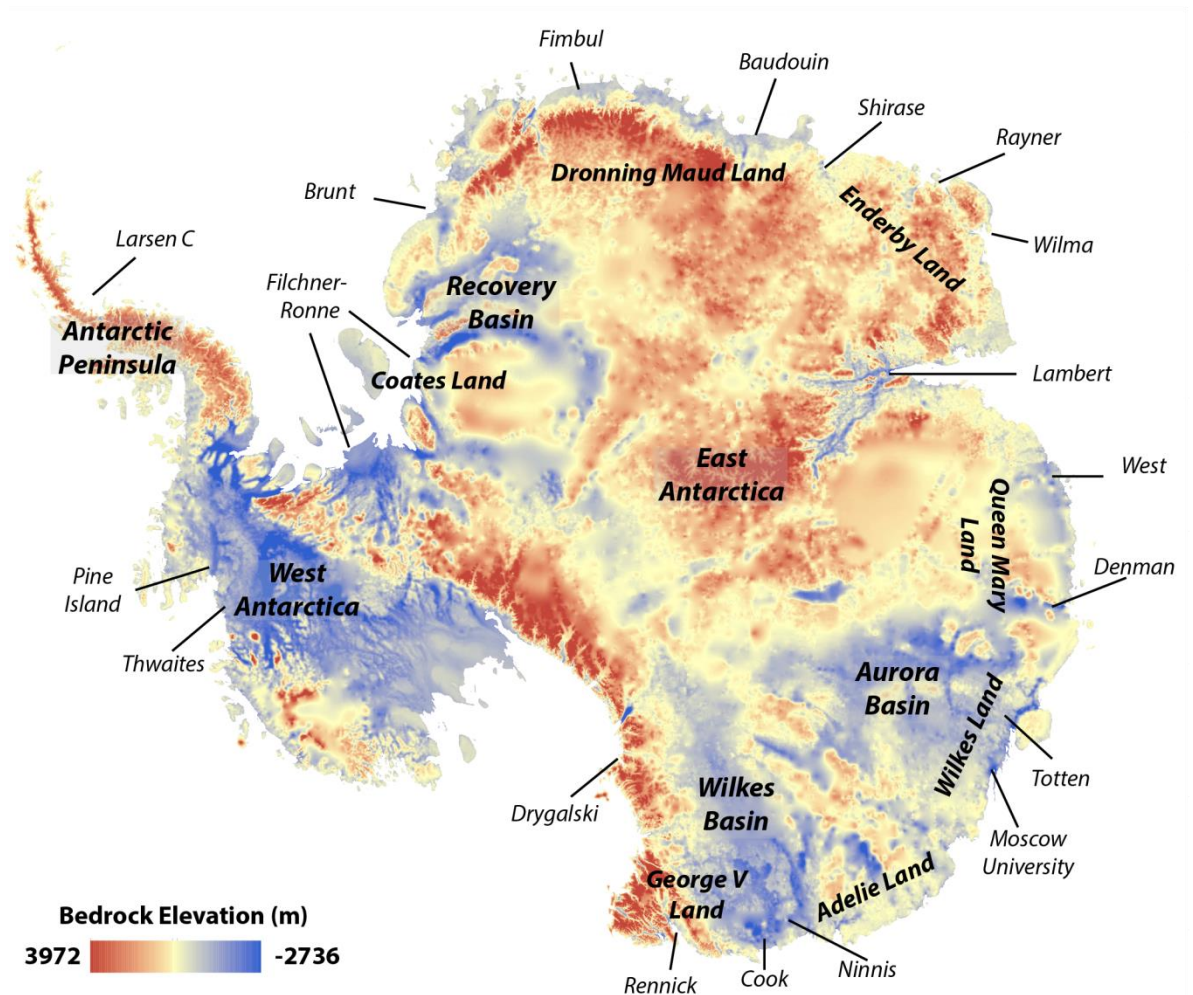 Fimbul
Baudouin
Shirase
Rayner
Dronning Maud Land
Brunt
Enderby Land
Wilma
Larsen C
Filchner-
Ronne
Recovery
Basin
Antarctic
Peninsula
Coates Land
Lambert
East
Antarctica
West
Queen Mary
Land
Pine
Island
West
Antarctica
Denman
Thwaites
Aurora
Basin
Wilkes Land
Totten
Drygalski
Wilkes
Basin
Moscow
University
George V
Land
Adelie Land
Bedrock Elevation (m)
3972 -2736
Rennick
Cook
Ninnis